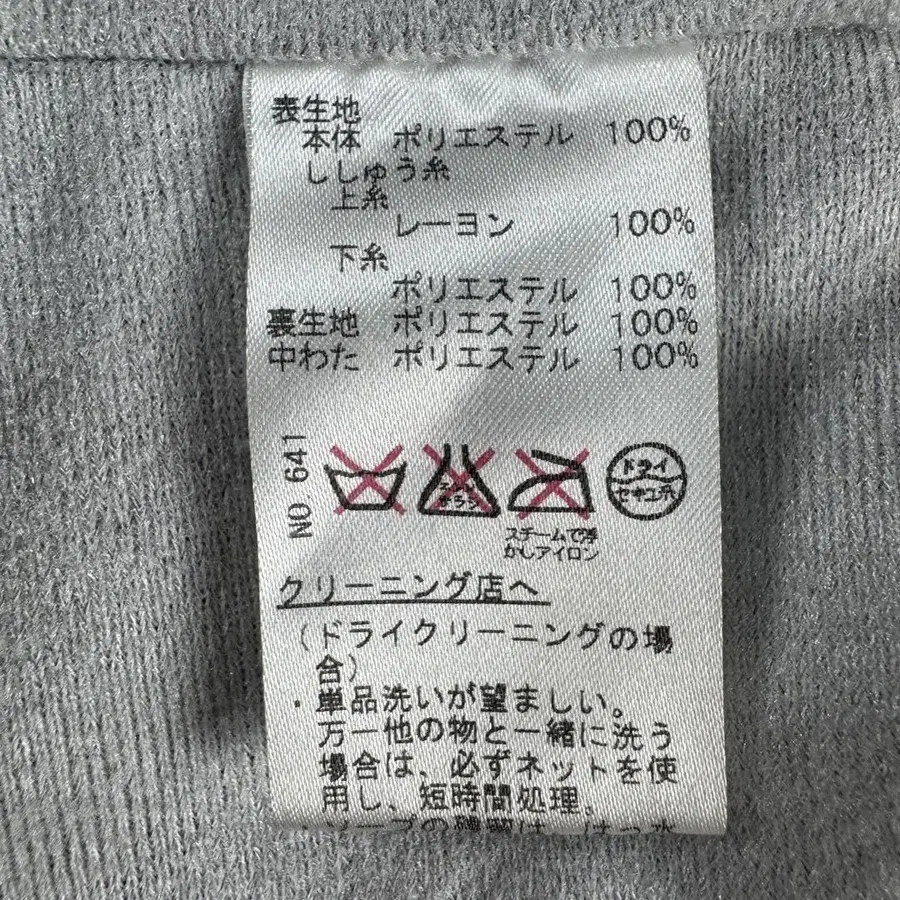 表生地
本体 ポリエステル 100%
ししゅう糸
上糸
レーヨン 100%
下糸
ポリエステル 100%
裏生地 ポリエステル 100%
中わた ポリエステル 100%
NO.641
エンソ
サラシ
ドライ
セキユ系
スチームで浮
かしアイロン
クリーニング店へ
(ドライクリーニングの場
合)
・単品洗いが望ましい。
万一他の物と一緒に洗う
場合は、必ずネットを使
用し、短時間処理。